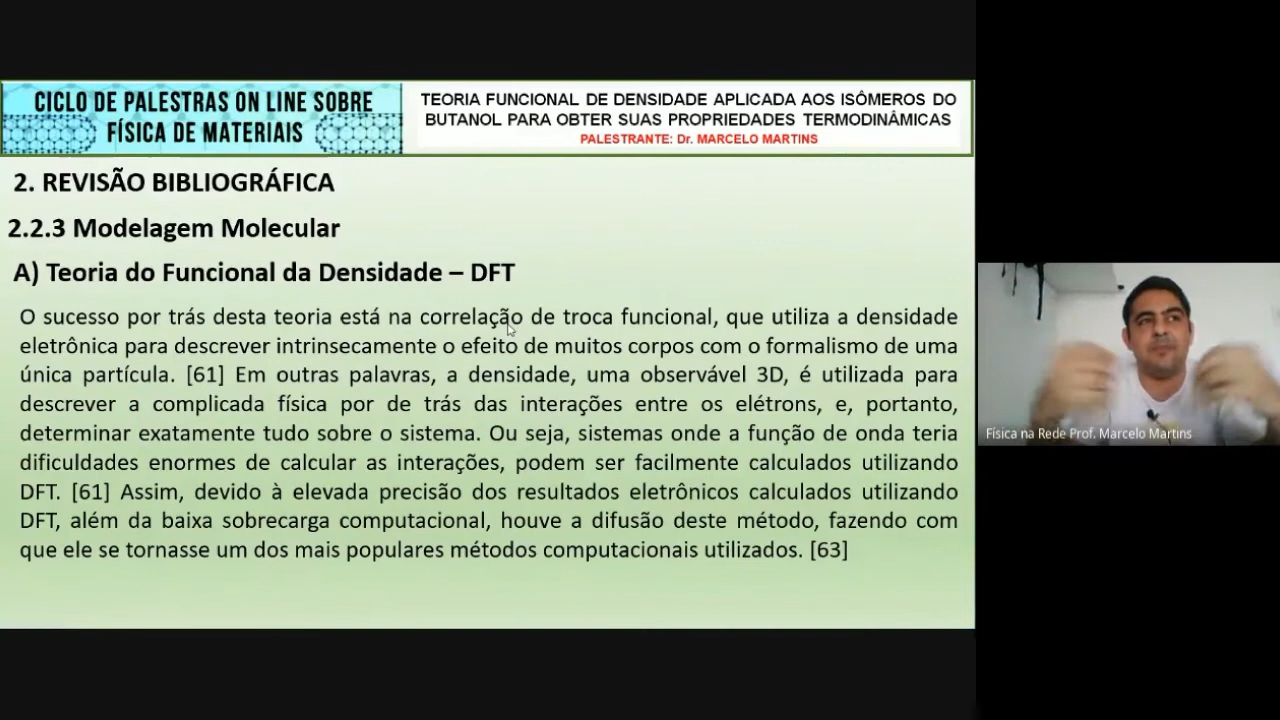 CICLO DE PALESTRAS ON LINE SOBRE
FÍSICA DE MATERIAIS
TEORIA FUNCIONAL DE DENSIDADE APLICADA AOS ISÔMEROS DO
BUTANOL PARA OBTER SUAS PROPRIEDADES TERMODINÂMICAS
PALESTRANTE: Dr. MARCELO MARTINS
2. REVISÃO BIBLIOGRÁFICA
2.2.3 Modelagem Molecular
A) Teoria do Funcional da Densidade – DFT
O sucesso por trás desta teoria está na correlação de troca funcional, que utiliza a densidade
eletrônica para descrever intrinsecamente o efeito de muitos corpos com o formalismo de uma
única partícula. [61] Em outras palavras, a densidade, uma observável 3D, é utilizada para
descrever a complicada física por de trás das interações entre os elétrons, e, portanto,
determinar exatamente tudo sobre o sistema. Ou seja, sistemas onde a função de onda teria
dificuldades enormes de calcular as interações, podem ser facilmente calculados utilizando
DFT. [61] Assim, devido à elevada precisão dos resultados eletrônicos calculados utilizando
DFT, além da baixa sobrecarga computacional, houve a difusão deste método, fazendo com
que ele se tornasse um dos mais populares métodos computacionais utilizados. [63]
Física na Rede Prof. Marcelo Martins